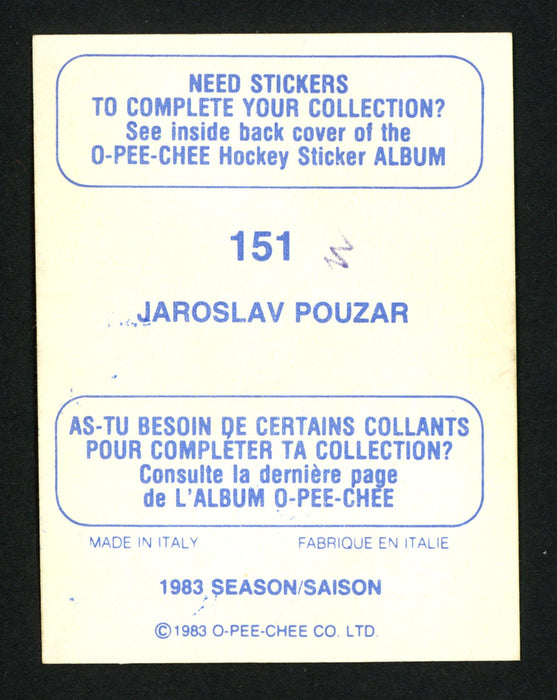 NEED STICKERS
TO COMPLETE YOUR COLLECTION?
See inside back cover of the
O-PEE-CHEE Hockey Sticker ALBUM
151
JAROSLAV POUZAR
AS-TU BESOIN DE CERTAINS COLLANTS
POUR COMPLÉTER TA COLLECTION?
Consulte la dernière page
de L'ALBUM O-PEE-CHEE
MADE IN ITALY FABRIQUE EN ITALIE
1983 SEASON/SAISON
©1983 O-PEE-CHEE CO. LTD.